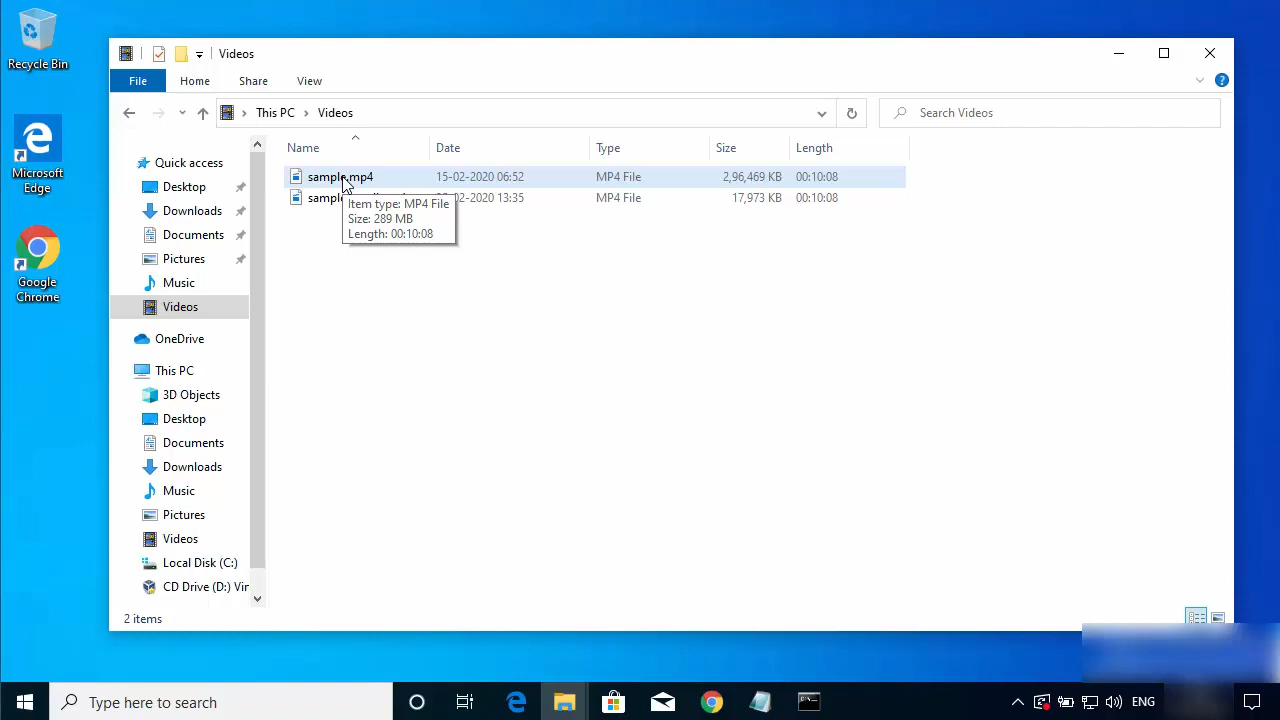 Recycle Bin
Microsoft
Edge
Google
Chrome
Videos
File Home Share View
This PC Videos
Search Videos
Name Date Type Size Length
sample.mp4 15-02-2020 06:52 MP4 File 2,96,469 KB 00:10:08
samp 02-2020 13:35 MP4 File 17,973 KB 00:10:08
Item type: MP4 File
Size: 289 MB
Length: 00:10:08
Quick access
Desktop
Downloads
Documents
Pictures
Music
Videos
OneDrive
This PC
3D Objects
Desktop
Documents
Downloads
Music
Pictures
Videos
Local Disk (C:)
CD Drive (D:) Vir
2 items
Type here to search
ENG